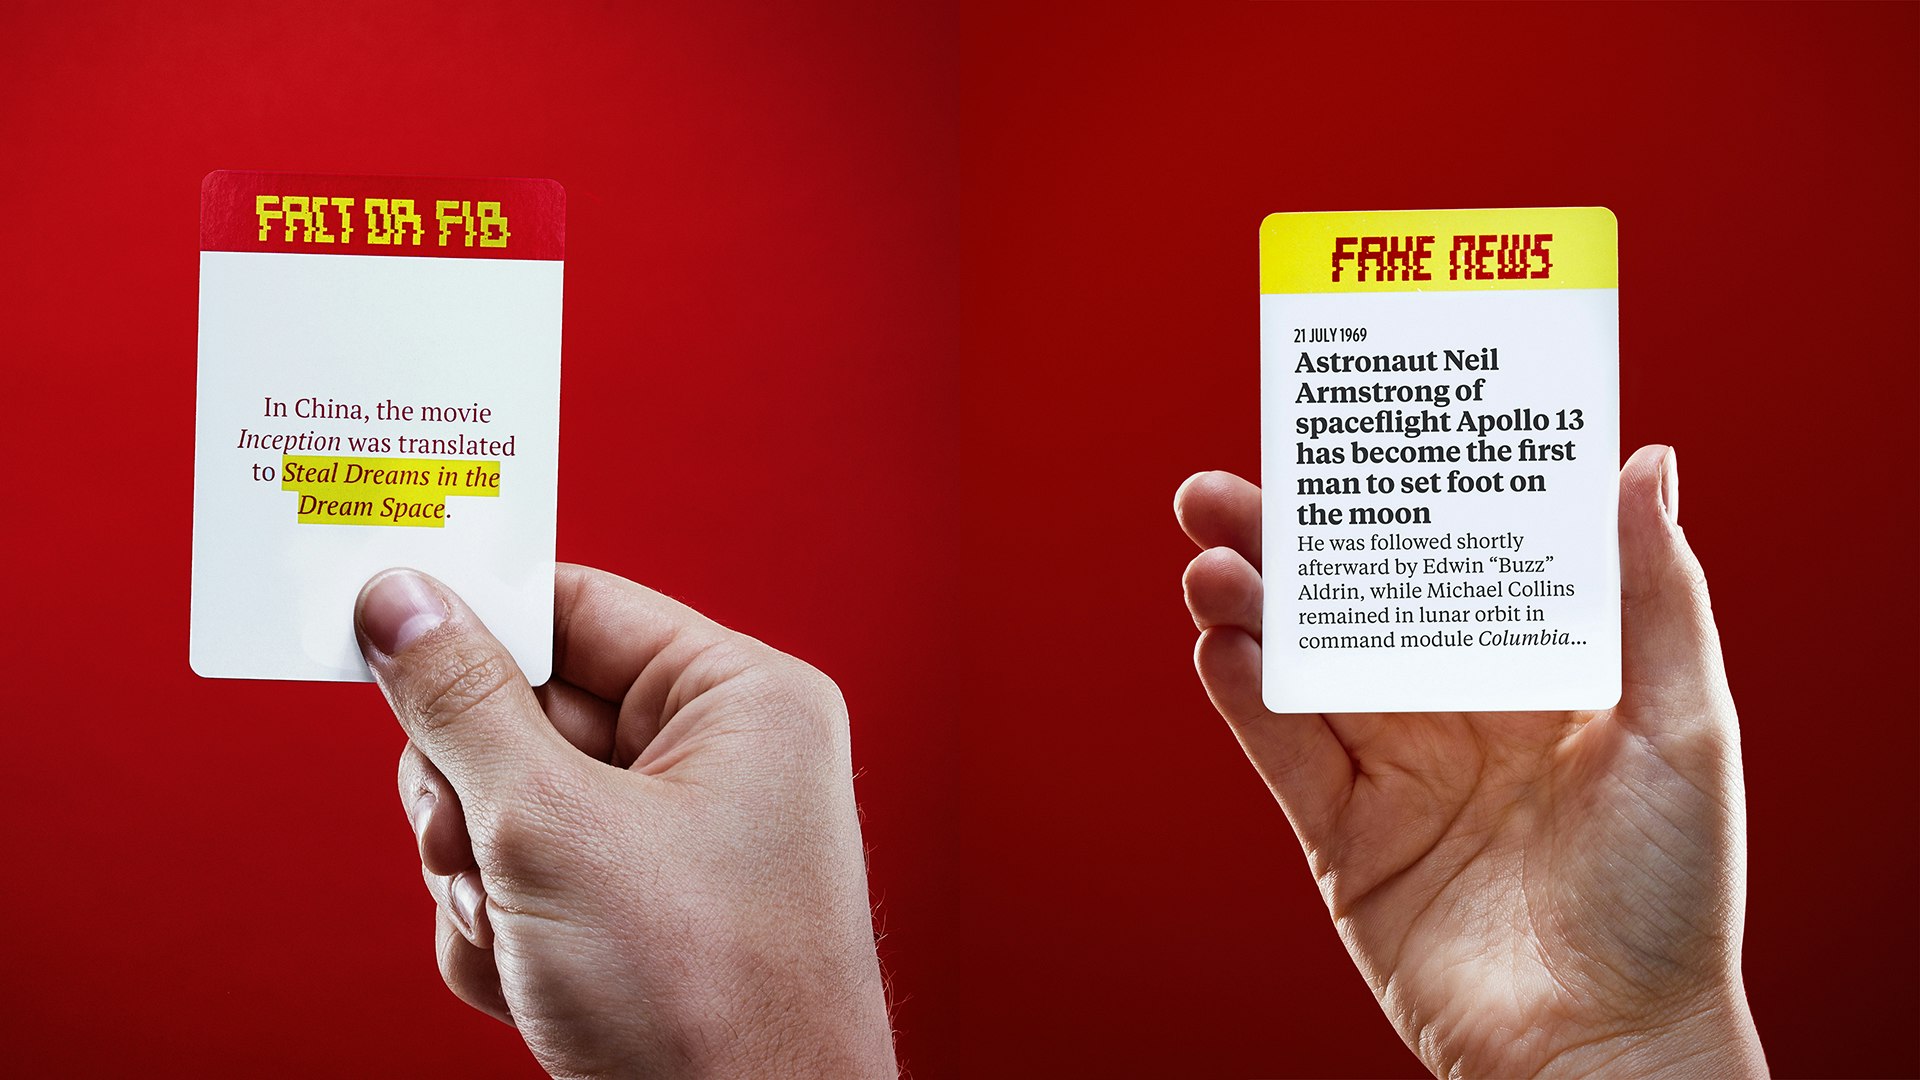 FACT OR FIB
In China, the movie
Inception was translated
to Steal Dreams in the
Dream Space.
FAKE NEWS
21 JULY 1969
Astronaut Neil
Armstrong of
spaceflight Apollo 13
has become the first
man to set foot on
the moon
He was followed shortly
afterward by Edwin “Buzz”
Aldrin, while Michael Collins
remained in lunar orbit in
command module Columbia...